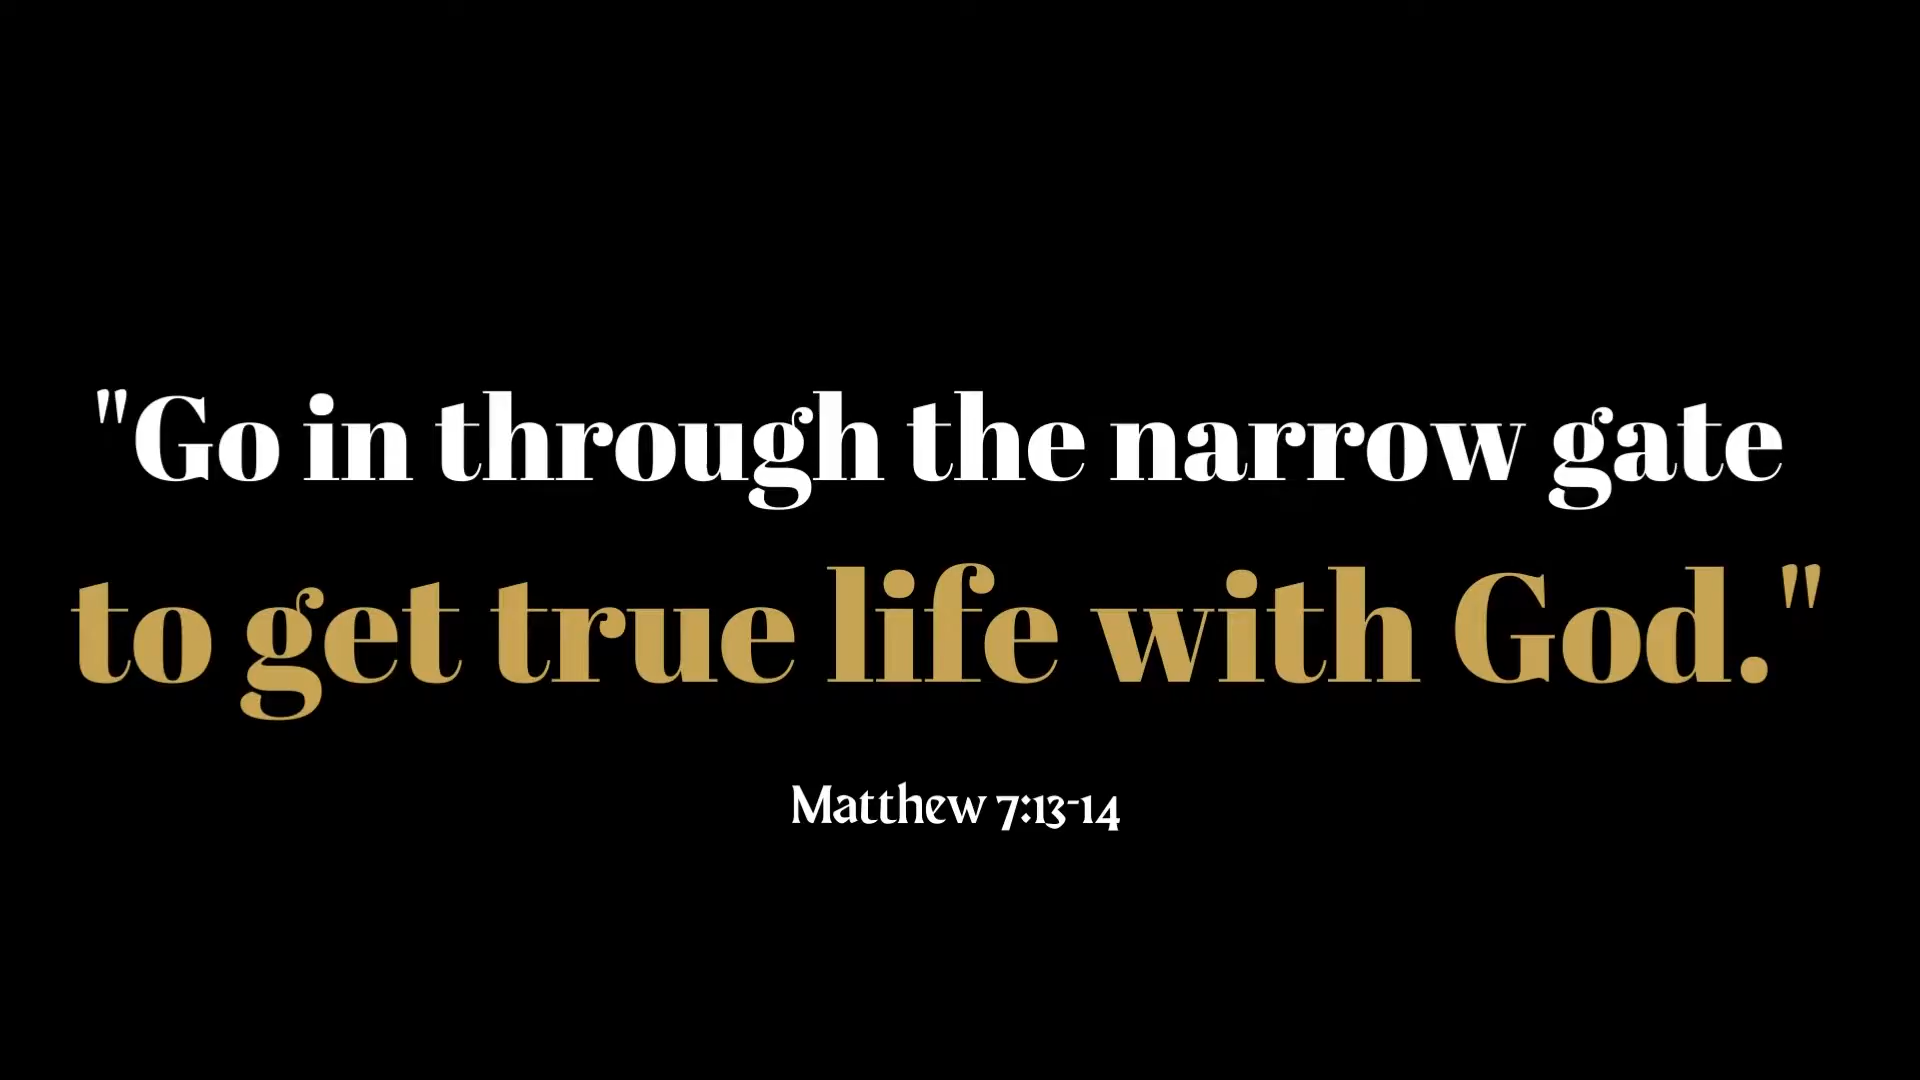 "Go in through the narrow gate
to get true life with God."
Matthew 7:13-14